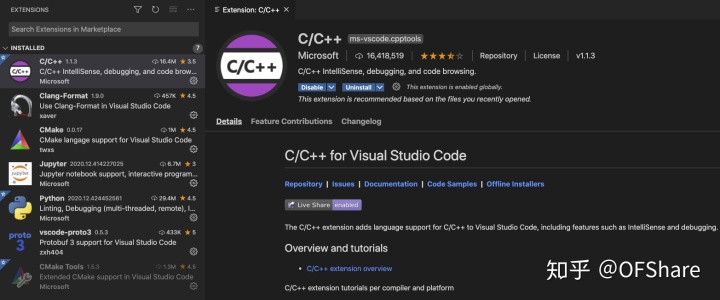 EXTENSIONS
Search Extensions in Marketplace
INSTALLED
7
C/C++ 1.1.3 16.4M 3.5
C/C++ IntelliSense, debugging, and code brow...
Microsoft
Clang-Format 1.9.0 457K 4.5
Use Clang-Format in Visual Studio Code
xaver
CMake 0.0.17 1M 4.5
CMake langage support for Visual Studio Code
twxs
jupyter
Jupyter 2020.12.414227025 6.7M 3
Jupyter notebook support, interactive program...
Microsoft
Python 2020.12.424452561 29.4M 4.5
Linting, Debugging (multi-threaded, remote), I...
Microsoft
proto 3
vscode-proto3 0.5.3 433K 5
Protobuf 3 support for Visual Studio Code
zxh404
CMake Tools 1.5.3 1.3M 4.5
Extended CMake support in Visual Studio Code
Microsoft
Extension: C/C++
C/C++
C/C++ ms-vscode.cpptools
Microsoft 16,418,519 Repository License v1.1.3
C/C++ IntelliSense, debugging, and code browsing.
Disable Uninstall This extension is enabled globally.
This extension is recommended based on the files you recently opened.
Details Feature Contributions Changelog
C/C++ for Visual Studio Code
Repository | Issues | Documentation | Code Samples | Offline Installers
Live Share enabled
The C/C++ extension adds language support for C/C++ to Visual Studio Code, including features such as IntelliSense and debugging.
Overview and tutorials
• C/C++ extension overview
C/C++ extension tutorials per compiler and platform
知乎 @OFShare